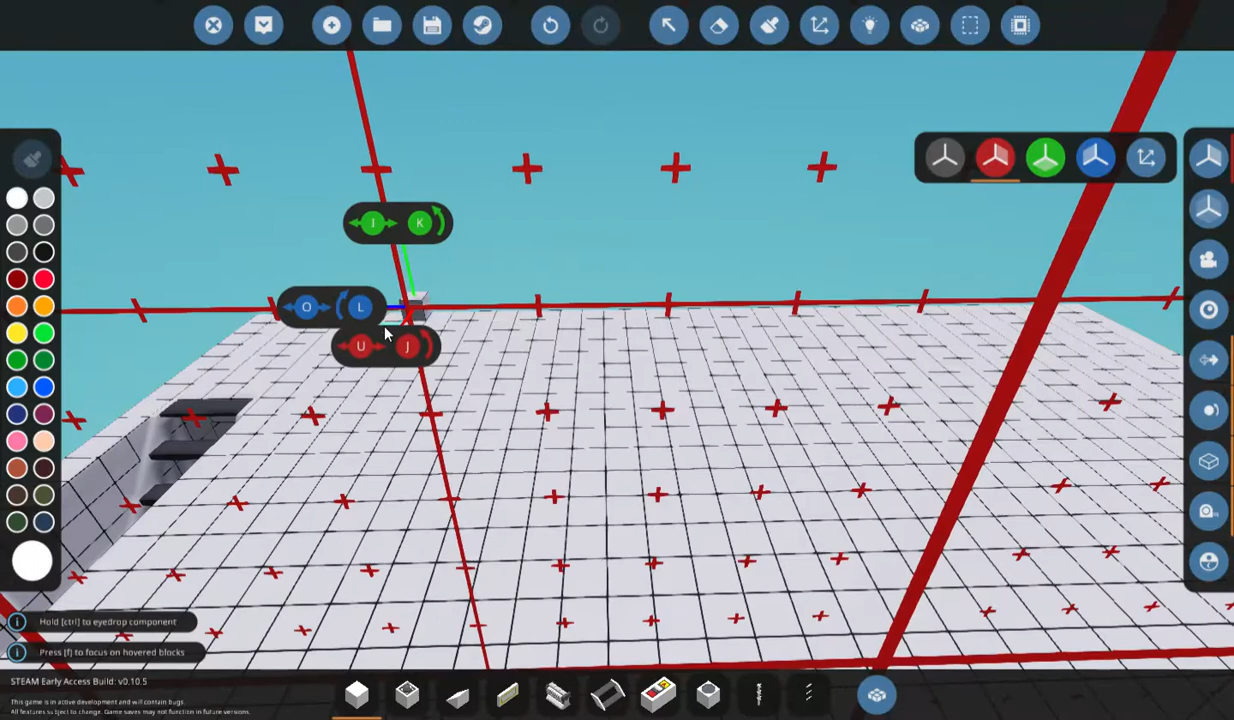 I K
O L
U J
Hold [ctrl] to eyedrop component
Press [f] to focus on hovered blocks
STEAM Early Access Build: v0.10.5
This game is in active development and will contain bugs.
All features subject to change. Game saves may not function in future versions.